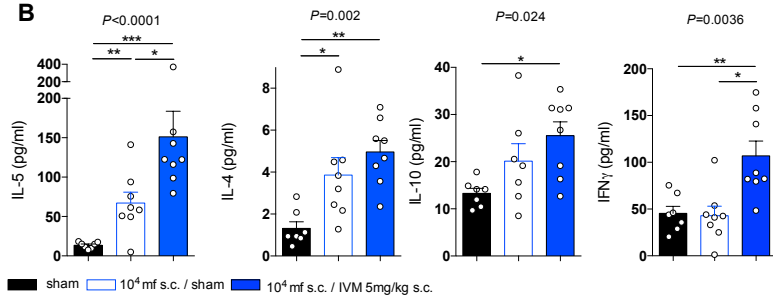 B
P<0.0001
***
**
*
IL-5 (pg/ml)
400
300
200
200
150
100
50
0
P=0.002
**
*
IL-4 (pg/ml)
8
6
4
2
0
P=0.024
*
IL-10 (pg/ml)
40
30
20
10
0
P=0.0036
**
*
IFNγ (pg/ml)
200
150
100
50
0
sham
10⁴ mf s.c. / sham
10⁴ mf s.c. / IVM 5mg/kg s.c.